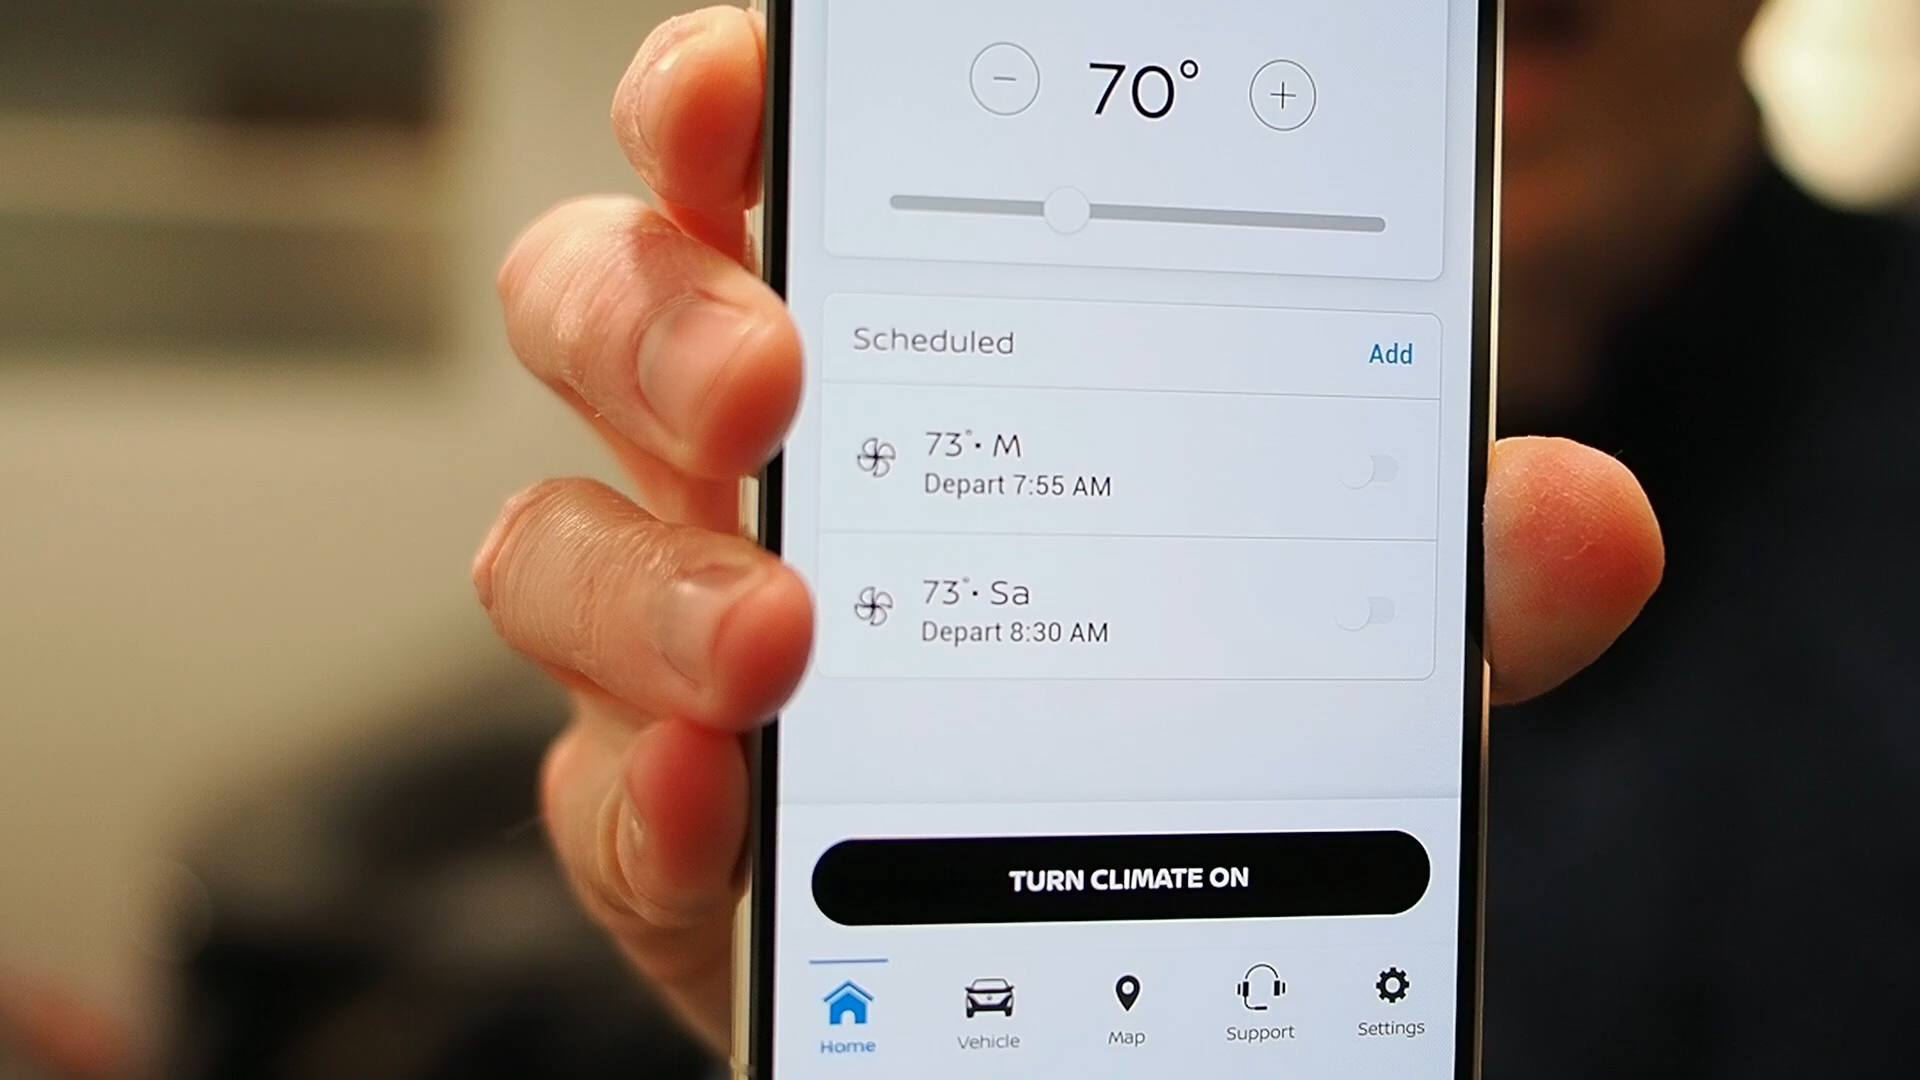 70°
Scheduled
Add
73°· M
Depart 7:55 AM
73°· Sa
Depart 8:30 AM
TURN CLIMATE ON
Home
Vehicle
Map
Support
Settings